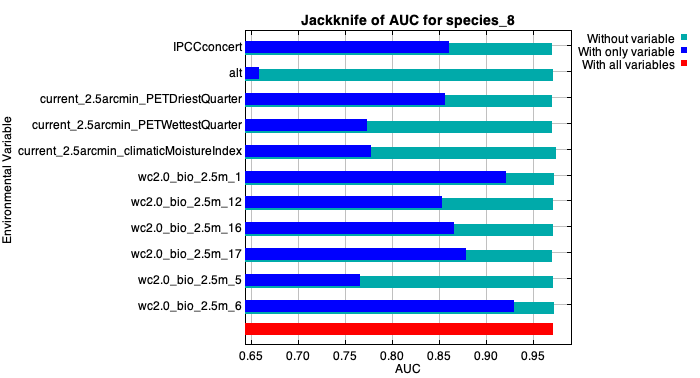 Jackknife of AUC for species_8
Without variable
With only variable
With all variables
Environmental Variable
IPCCconcert
alt
current_2.5arcmin_PETDriestQuarter
current_2.5arcmin_PETWettestQuarter
current_2.5arcmin_climaticMoistureIndex
wc2.0_bio_2.5m_1
wc2.0_bio_2.5m_12
wc2.0_bio_2.5m_16
wc2.0_bio_2.5m_17
wc2.0_bio_2.5m_5
wc2.0_bio_2.5m_6
0.65 0.70 0.75 0.80 0.85 0.90 0.95
AUC